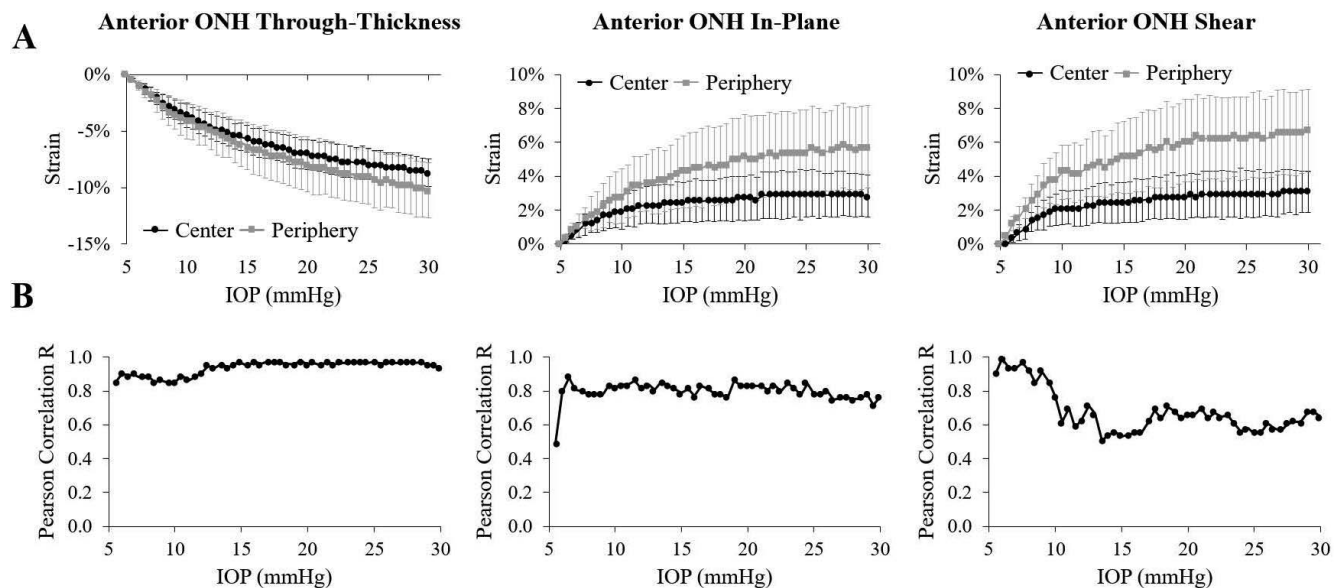 A
Anterior ONH Through-Thickness
Strain
0%
-5%
-10%
-15%
Center
Periphery
5 10 15 20 25 30
IOP (mmHg)
Anterior ONH In-Plane
Strain
10%
8%
6%
4%
2%
0%
Center
Periphery
5 10 15 20 25 30
IOP (mmHg)
Anterior ONH Shear
Strain
10%
8%
6%
4%
2%
0%
Center
Periphery
5 10 15 20 25 30
IOP (mmHg)
B
Pearson Correlation R
1.0
0.8
0.6
0.4
0.2
0.0
5 10 15 20 25 30
IOP (mmHg)
Pearson Correlation R
1.0
0.8
0.6
0.4
0.2
0.0
5 10 15 20 25 30
IOP (mmHg)
Pearson Correlation R
1.0
0.8
0.6
0.4
0.2
0.0
5 10 15 20 25 30
IOP (mmHg)